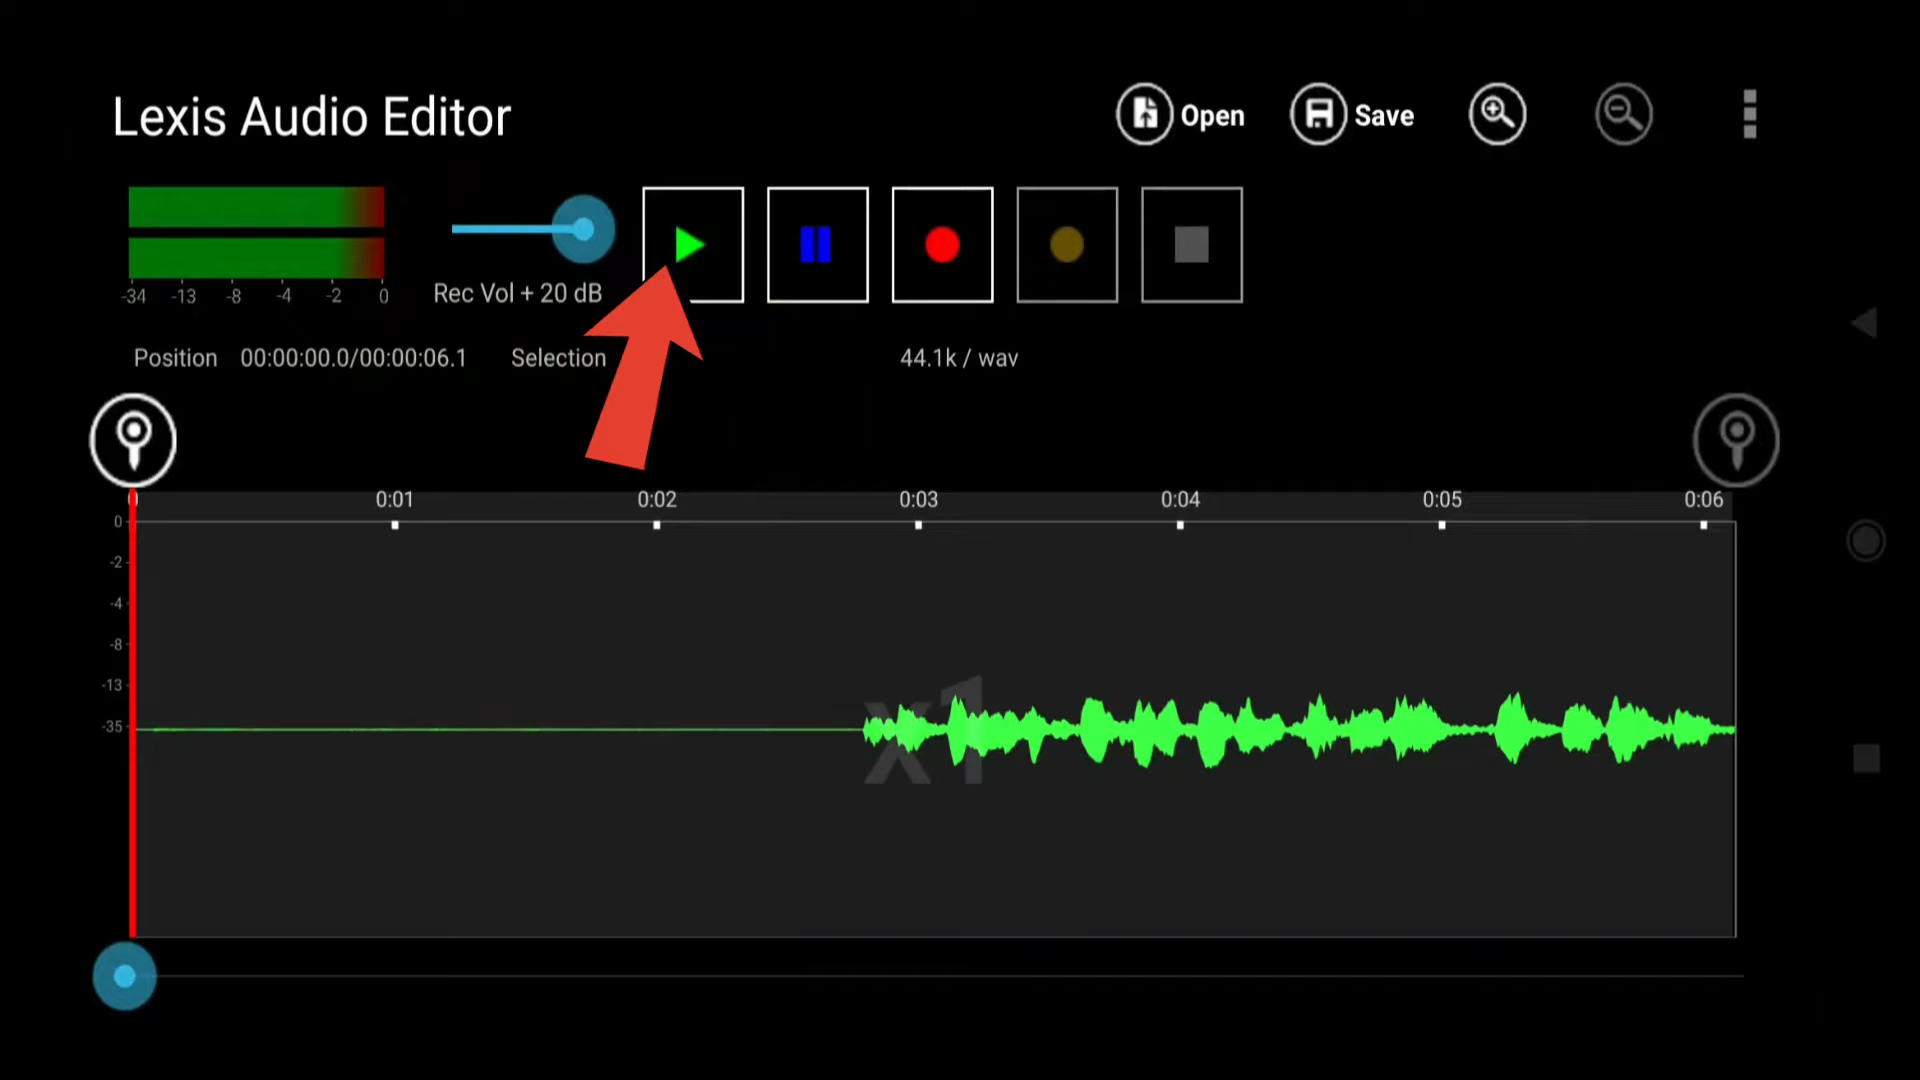 Lexis Audio Editor
Open
Save
-34 -13 -8 -4 -2 0
Rec Vol + 20 dB
Position 00:00:00.0/00:00:06.1 Selection 44.1k / wav
0 0:01 0:02 0:03 0:04 0:05 0:06
0
-2
-4
-8
-13
-35
x1